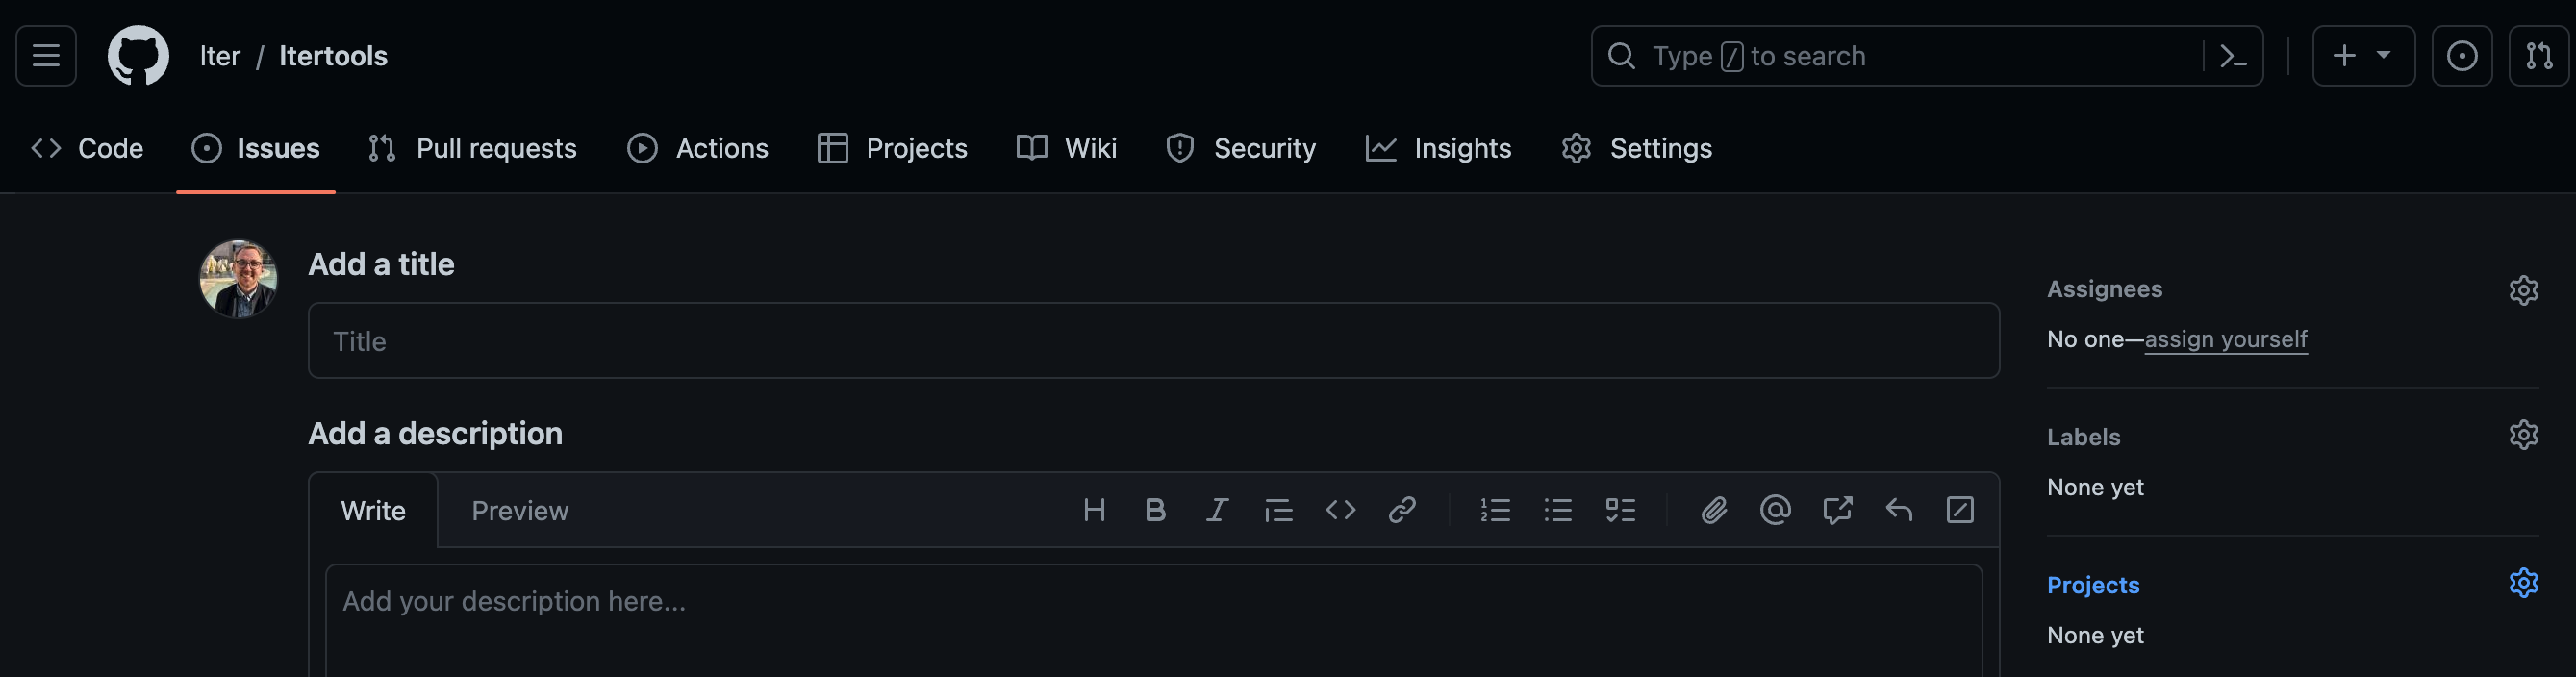 Iter / Itertools
Type / to search
Code Issues Pull requests Actions Projects Wiki Security Insights Settings
Add a title
Title
Add a description
Write Preview
Add your description here...
Assignees
No one—assign yourself
Labels
None yet
Projects
None yet